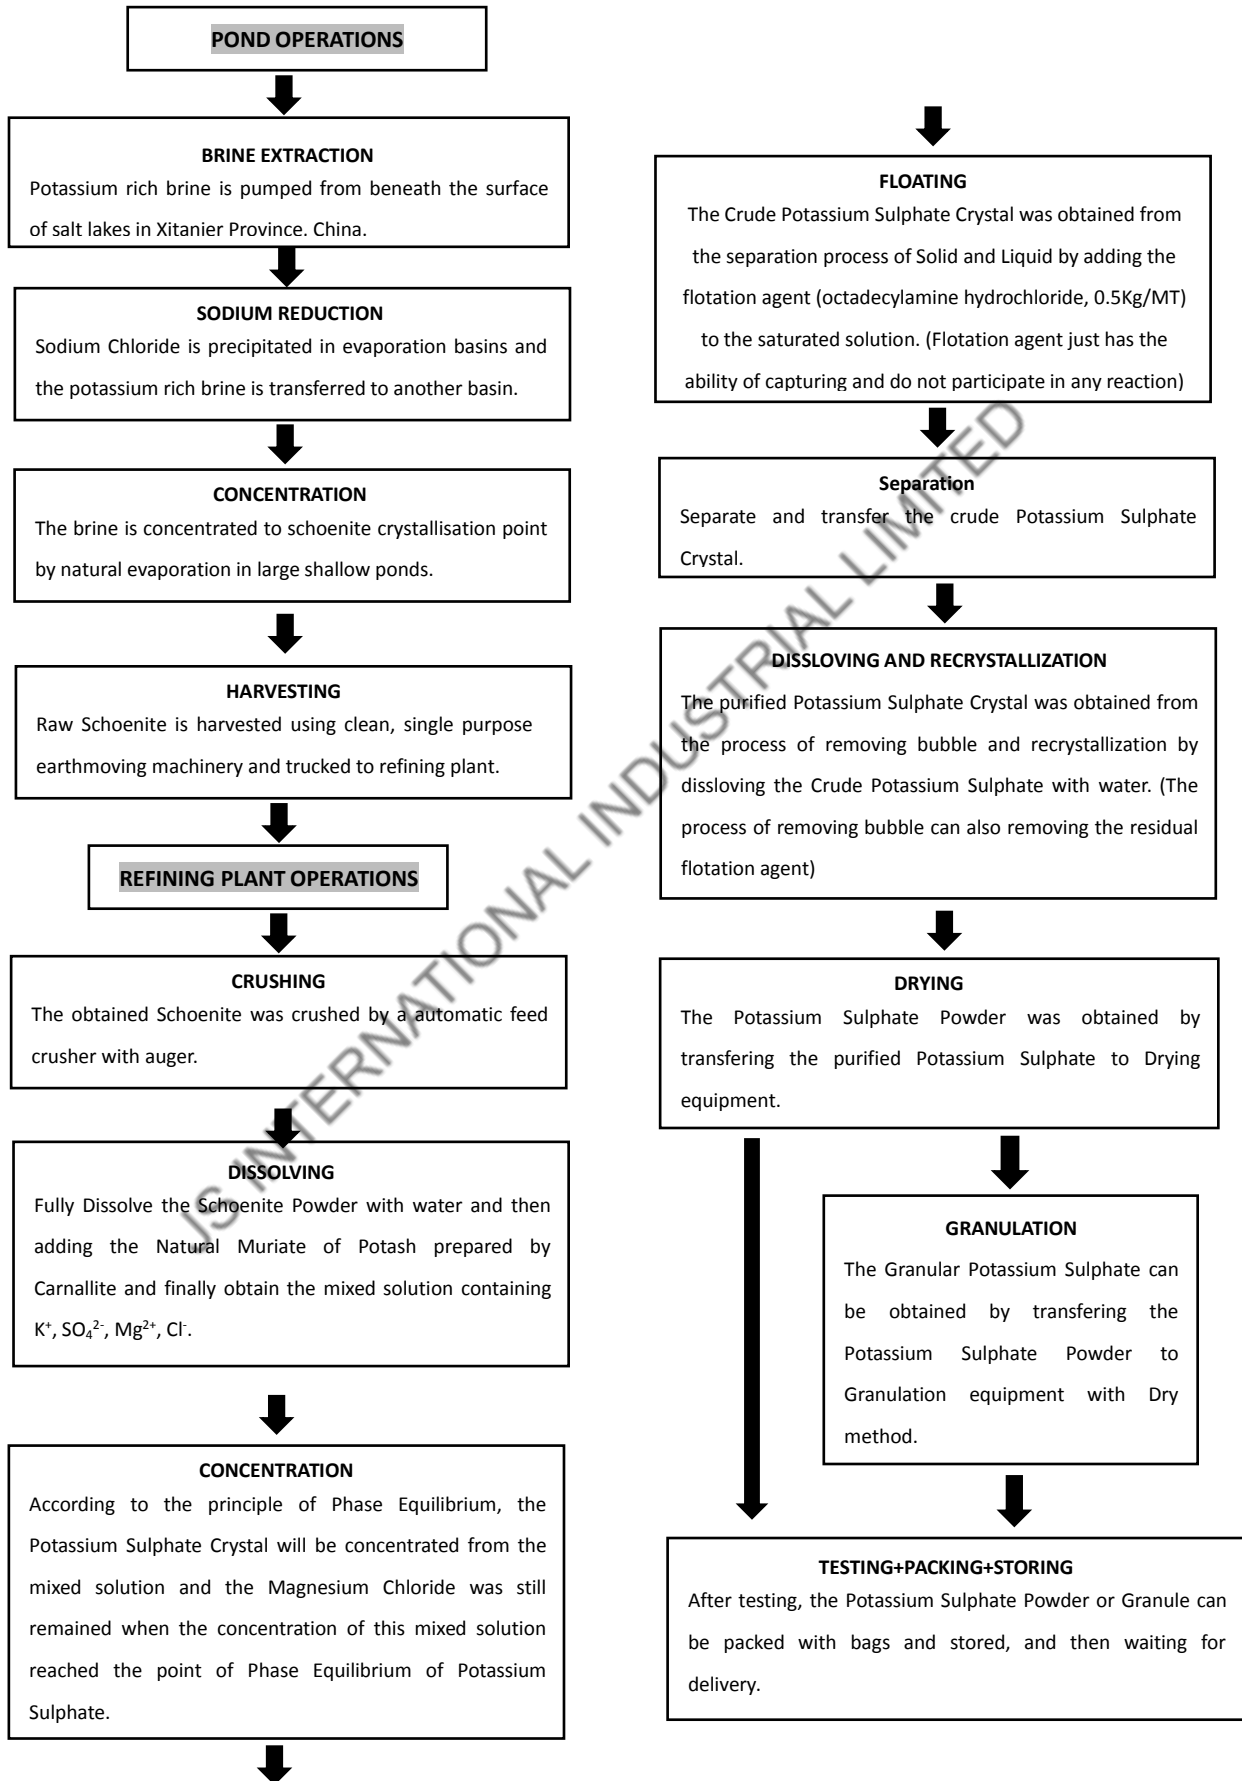 POND OPERATIONS
BRINE EXTRACTION
Potassium rich brine is pumped from beneath the surface
of salt lakes in Xitanier Province. China.
SODIUM REDUCTION
Sodium Chloride is precipitated in evaporation basins and
the potassium rich brine is transferred to another basin.
CONCENTRATION
The brine is concentrated to schoenite crystallisation point
by natural evaporation in large shallow ponds.
HARVESTING
Raw Schoenite is harvested using clean, single purpose
earthmoving machinery and trucked to refining plant.
REFINING PLANT OPERATIONS
CRUSHING
The obtained Schoenite was crushed by a automatic feed
crusher with auger.
DISSOLVING
Fully Dissolve the Schoenite Powder with water and then
adding the Natural Muriate of Potash prepared by
Carnallite and finally obtain the mixed solution containing
K⁺, SO₄²⁻, Mg²⁺, Cl⁻.
CONCENTRATION
According to the principle of Phase Equilibrium, the
Potassium Sulphate Crystal will be concentrated from the
mixed solution and the Magnesium Chloride was still
remained when the concentration of this mixed solution
reached the point of Phase Equilibrium of Potassium
Sulphate.
FLOATING
The Crude Potassium Sulphate Crystal was obtained from
the separation process of Solid and Liquid by adding the
flotation agent (octadecylamine hydrochloride, 0.5Kg/MT)
to the saturated solution. (Flotation agent just has the
ability of capturing and do not participate in any reaction)
Separation
Separate and transfer the crude Potassium Sulphate
Crystal.
DISSLOVING AND RECRYSTALLIZATION
The purified Potassium Sulphate Crystal was obtained from
the process of removing bubble and recrystallization by
dissloving the Crude Potassium Sulphate with water. (The
process of removing bubble can also removing the residual
flotation agent)
DRYING
The Potassium Sulphate Powder was obtained by
transfering the purified Potassium Sulphate to Drying
equipment.
GRANULATION
The Granular Potassium Sulphate can
be obtained by transfering the
Potassium Sulphate Powder to
Granulation equipment with Dry
method.
TESTING+PACKING+STORING
After testing, the Potassium Sulphate Powder or Granule can
be packed with bags and stored, and then waiting for
delivery.
JS INTERNATIONAL INDUSTRIAL LIMITED